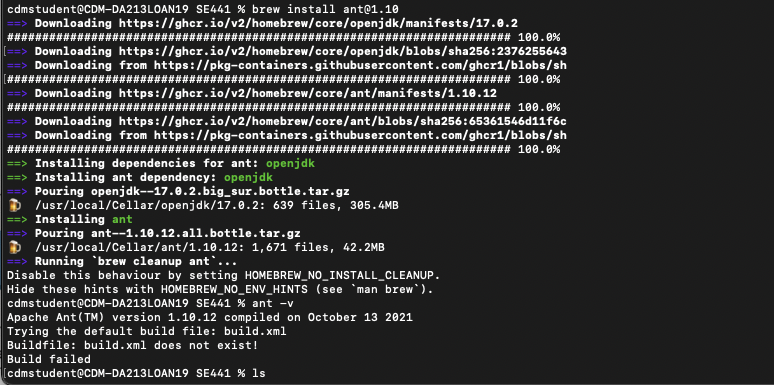 cdmstudent@CDM-DA213LOAN19 SE441 % brew install ant@1.10
==> Downloading https://ghcr.io/v2/homebrew/core/openjdk/manifests/17.0.2
######################################################################## 100.0%
==> Downloading https://ghcr.io/v2/homebrew/core/openjdk/blobs/sha256:2376255643
==> Downloading from https://pkg-containers.githubusercontent.com/ghcr1/blobs/sh
######################################################################## 100.0%
==> Downloading https://ghcr.io/v2/homebrew/core/ant/manifests/1.10.12
######################################################################## 100.0%
==> Downloading https://ghcr.io/v2/homebrew/core/ant/blobs/sha256:65361546d11f6c
==> Downloading from https://pkg-containers.githubusercontent.com/ghcr1/blobs/sh
######################################################################## 100.0%
==> Installing dependencies for ant: openjdk
==> Installing ant dependency: openjdk
==> Pouring openjdk--17.0.2.big_sur.bottle.tar.gz
🍺  /usr/local/Cellar/openjdk/17.0.2: 639 files, 305.4MB
==> Installing ant
==> Pouring ant--1.10.12.all.bottle.tar.gz
🍺  /usr/local/Cellar/ant/1.10.12: 1,671 files, 42.2MB
==> Running `brew cleanup ant`...
Disable this behaviour by setting HOMEBREW_NO_INSTALL_CLEANUP.
Hide these hints with HOMEBREW_NO_ENV_HINTS (see `man brew`).
cdmstudent@CDM-DA213LOAN19 SE441 % ant -v
Apache Ant(TM) version 1.10.12 compiled on October 13 2021
Trying the default build file: build.xml
Buildfile: build.xml does not exist!
Build failed
cdmstudent@CDM-DA213LOAN19 SE441 % ls